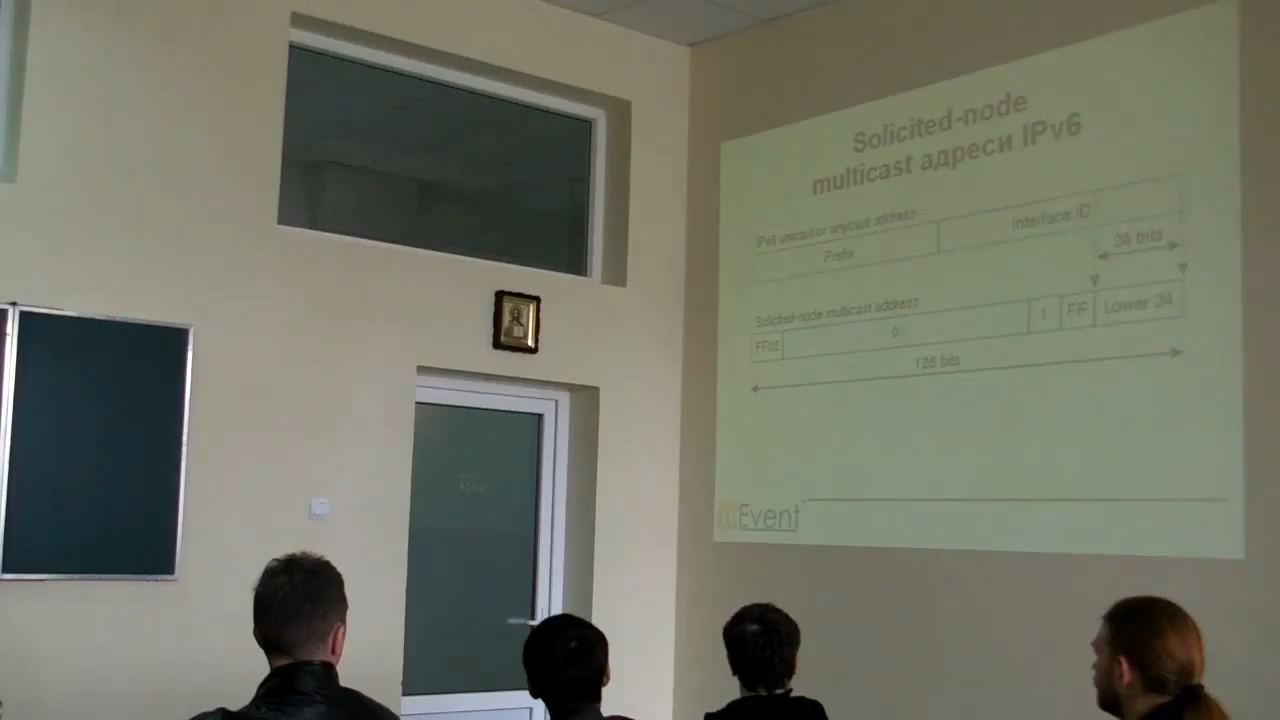 Solicited-node
multicast адреси IPv6
IPv6 unicast or anycast address
Prefix
Interface ID
24 bits
Solicited-node multicast address
FF02
0
1
FF
Lower 24
128 bits
Event